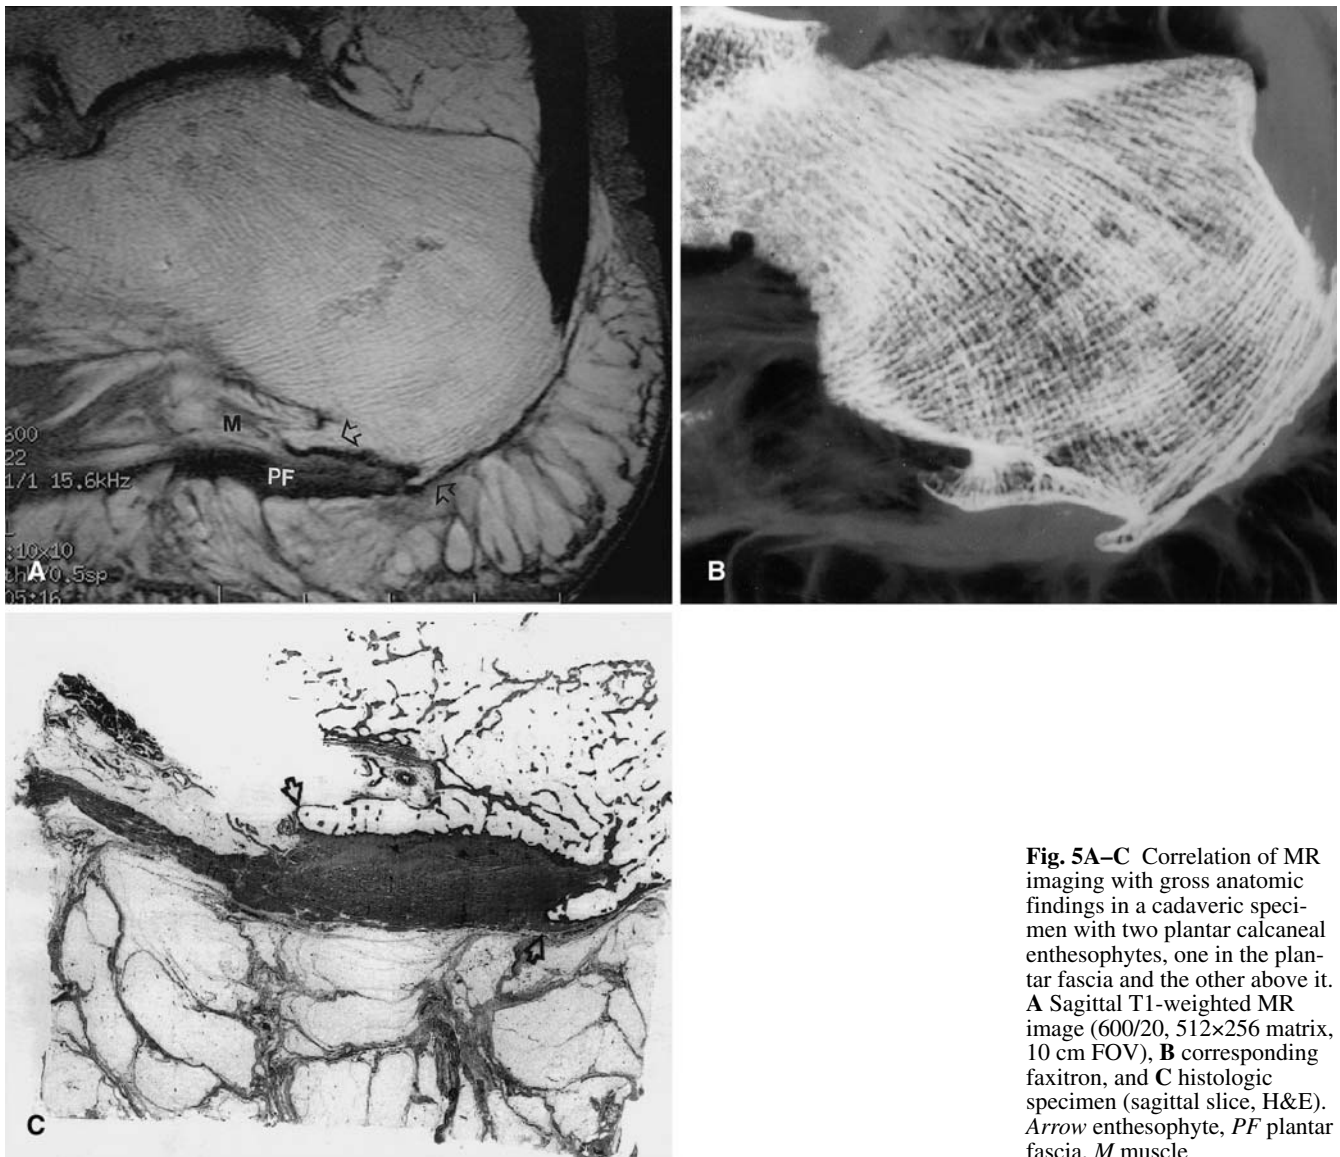 M
PF
600
22
1/1 15.6kHz
:10x10
/0.5sp
05:16
A
B
C
Fig. 5A–C Correlation of MR
imaging with gross anatomic
findings in a cadaveric speci-
men with two plantar calcaneal
enthesophytes, one in the plan-
tar fascia and the other above it.
A Sagittal T1-weighted MR
image (600/20, 512×256 matrix,
10 cm FOV), B corresponding
faxitron, and C histologic
specimen (sagittal slice, H&E).
Arrow enthesophyte, PF plantar
fascia, M muscle